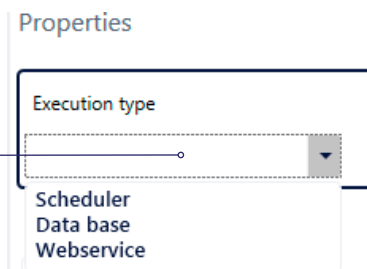 Properties
Execution type
Scheduler
Data base
Webservice